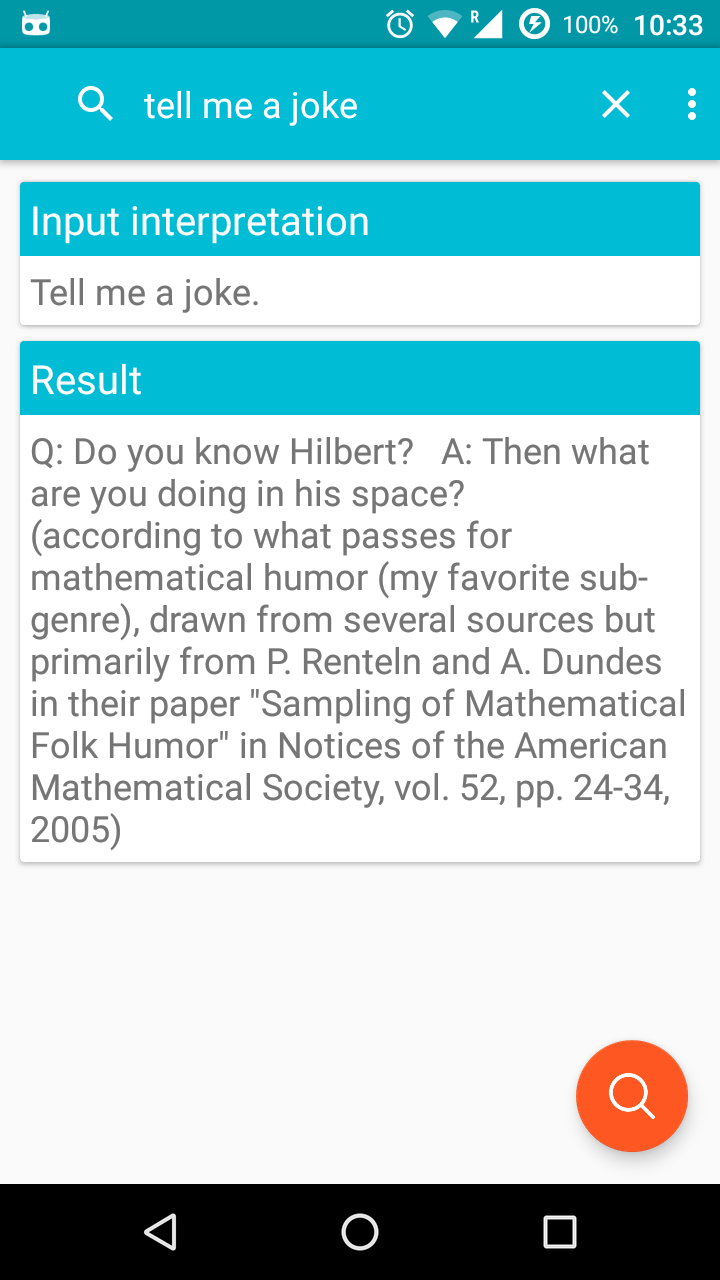 R 100% 10:33
tell me a joke
Input interpretation
Tell me a joke.
Result
Q: Do you know Hilbert?   A: Then what
are you doing in his space?
(according to what passes for
mathematical humor (my favorite sub-
genre), drawn from several sources but
primarily from P. Renteln and A. Dundes
in their paper "Sampling of Mathematical
Folk Humor" in Notices of the American
Mathematical Society, vol. 52, pp. 24-34,
2005)